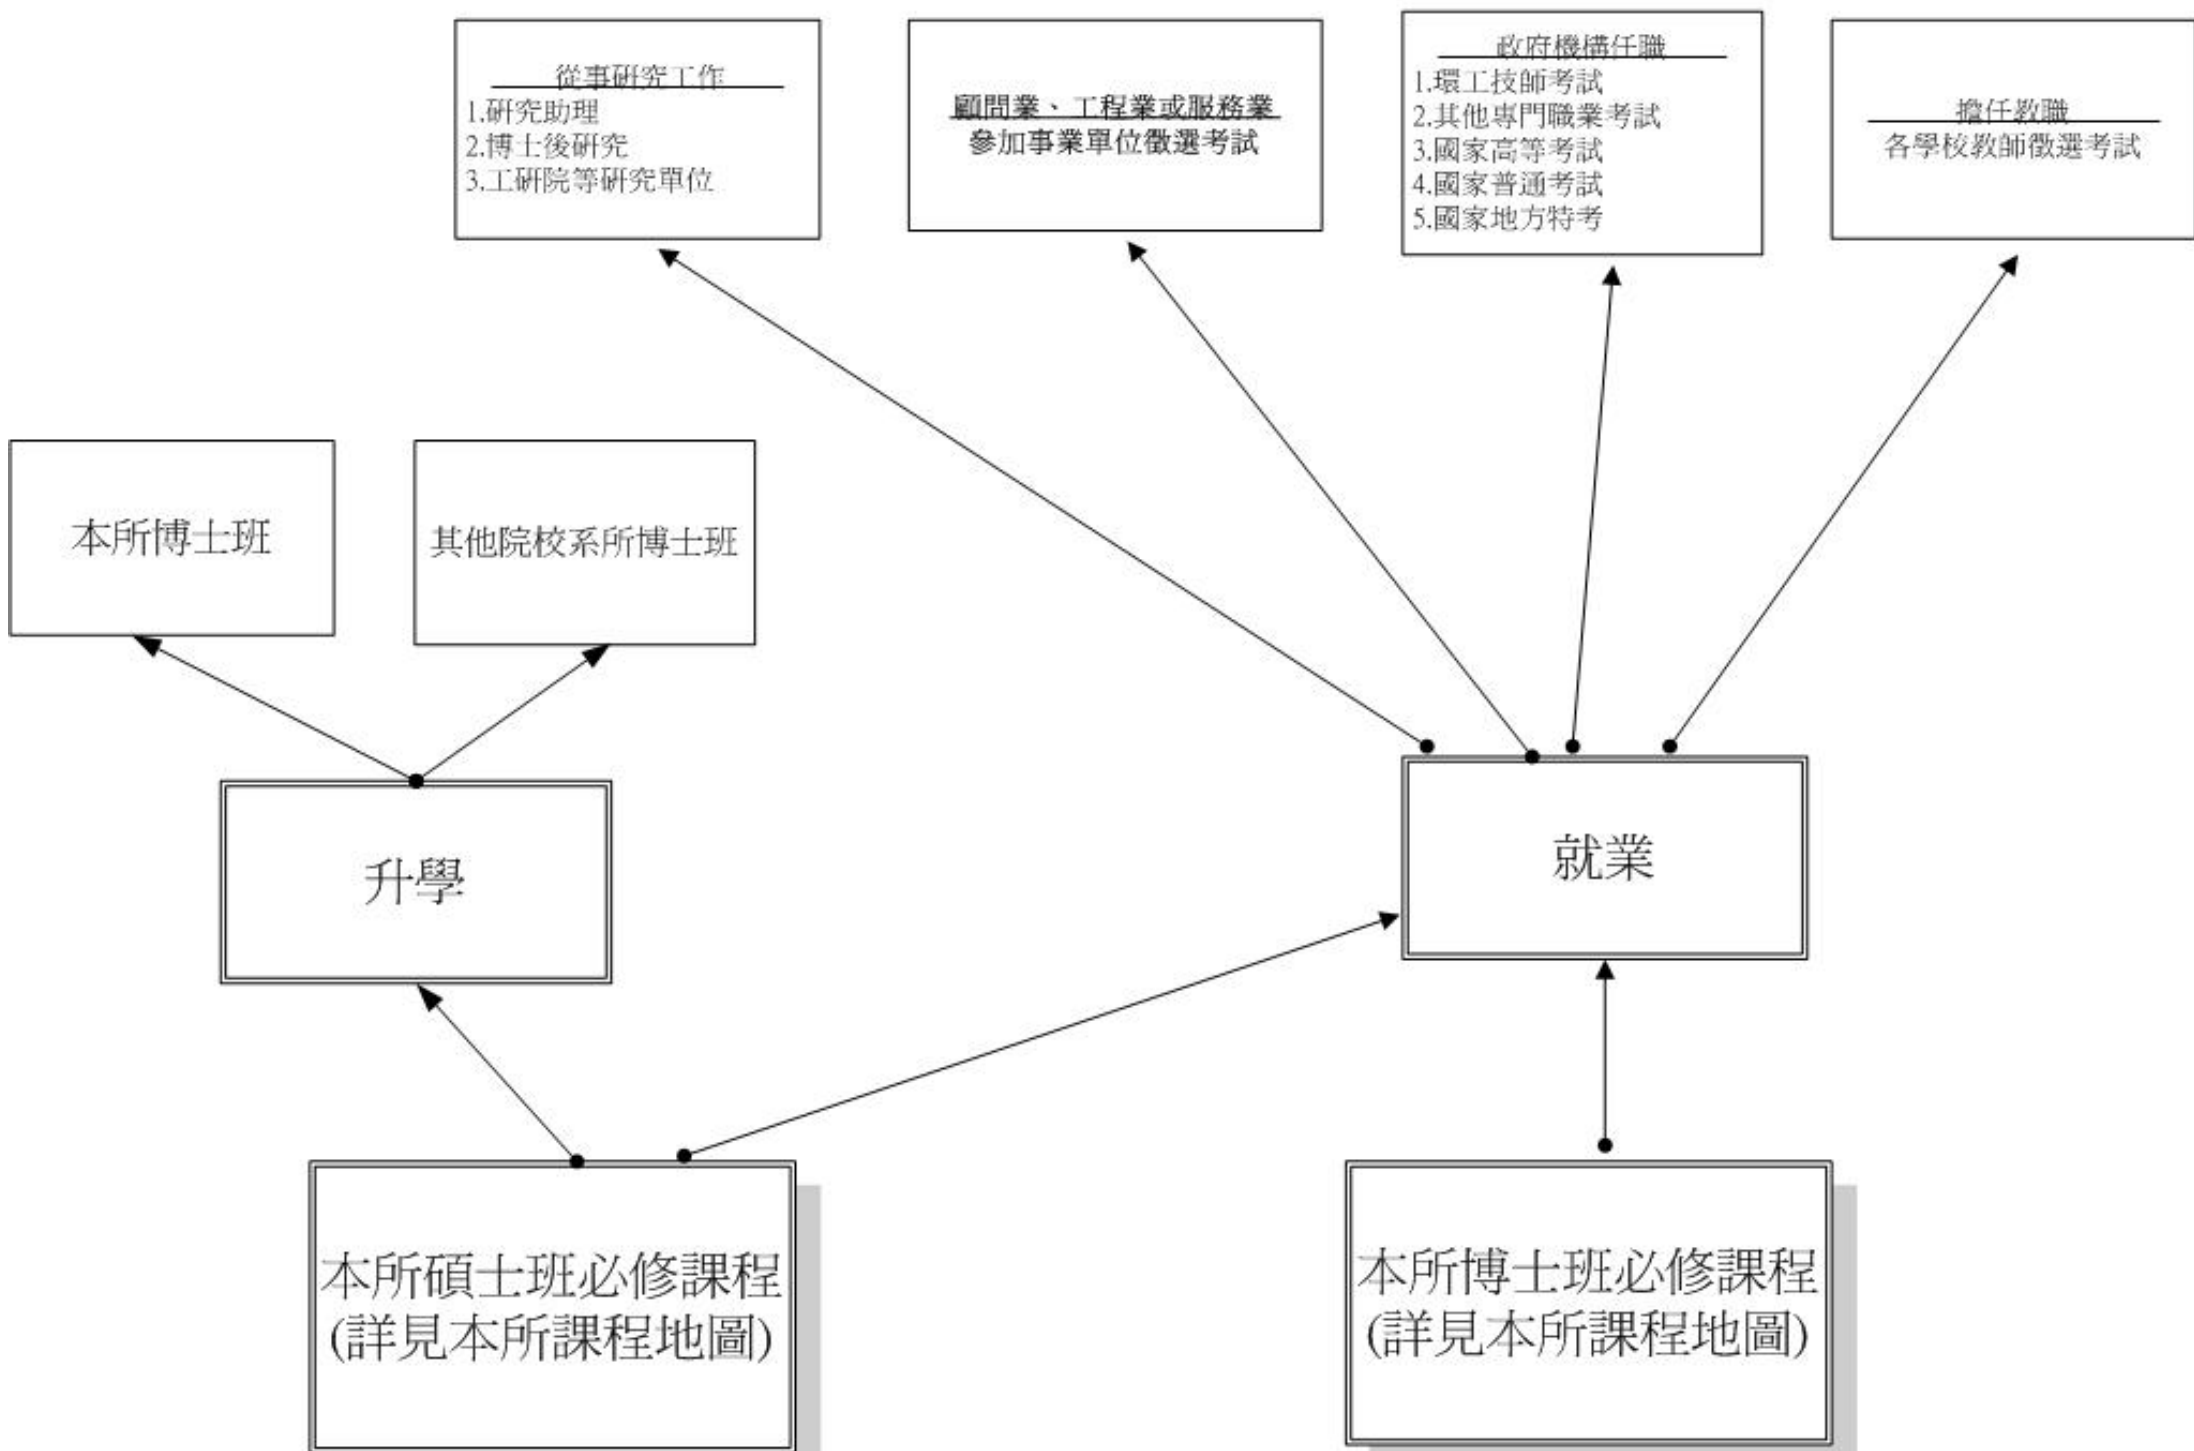 從事研究工作
1.研究助理
2.博士後研究
3.工研院等研究單位
顧問業、工程業或服務業
參加事業單位徵選考試
政府機構任職
1.環工技師考試
2.其他專門職業考試
3.國家高等考試
4.國家普通考試
5.國家地方特考
擔任教職
各學校教師徵選考試
本所博士班
其他院校系所博士班
升學
就業
本所碩士班必修課程
(詳見本所課程地圖)
本所博士班必修課程
(詳見本所課程地圖)